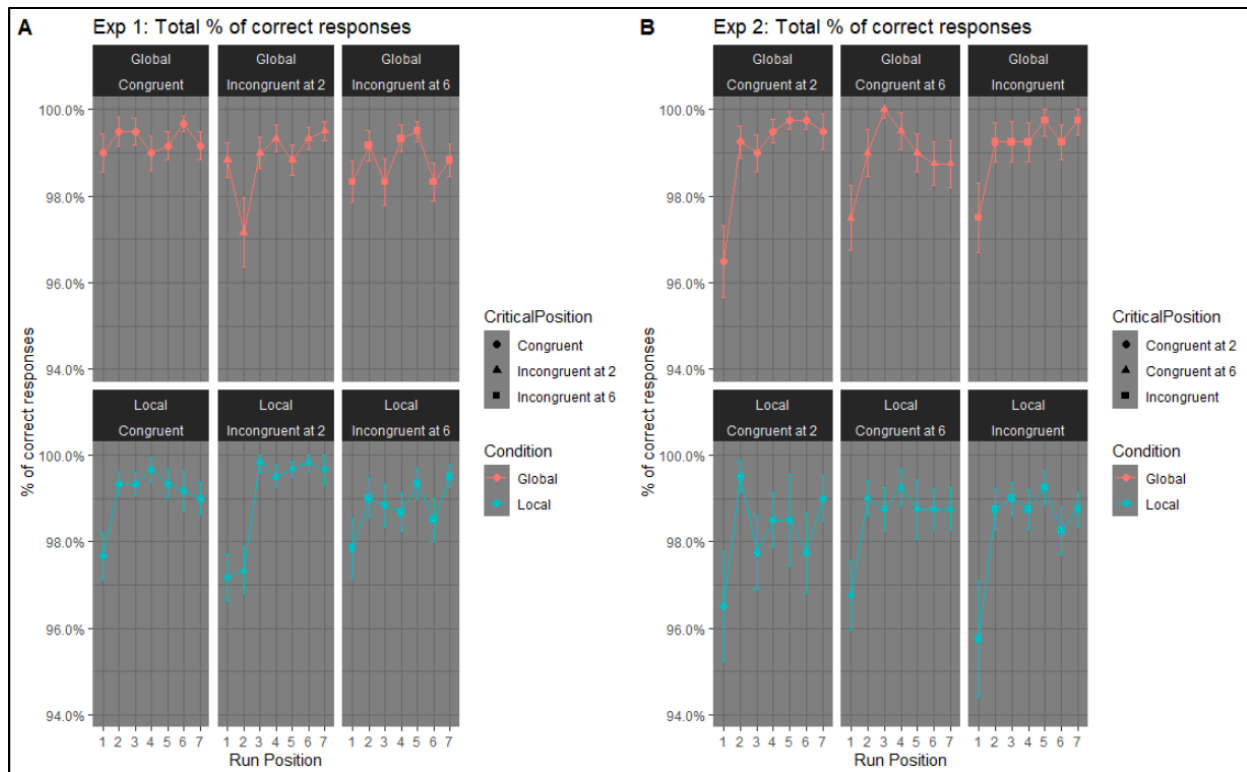 A Exp 1: Total % of correct responses
Global Global Global
Congruent Incongruent at 2 Incongruent at 6
100.0%
98.0%
96.0%
94.0%
Local Local Local
Congruent Incongruent at 2 Incongruent at 6
100.0%
98.0%
96.0%
94.0%
% of correct responses
1 2 3 4 5 6 7 1 2 3 4 5 6 7 1 2 3 4 5 6 7
Run Position
CriticalPosition
Congruent
Incongruent at 2
Incongruent at 6
Condition
Global
Local
B Exp 2: Total % of correct responses
Global Global Global
Congruent at 2 Congruent at 6 Incongruent
100.0%
98.0%
96.0%
94.0%
Local Local Local
Congruent at 2 Congruent at 6 Incongruent
100.0%
98.0%
96.0%
94.0%
% of correct responses
1 2 3 4 5 6 7 1 2 3 4 5 6 7 1 2 3 4 5 6 7
Run Position
CriticalPosition
Congruent at 2
Congruent at 6
Incongruent
Condition
Global
Local